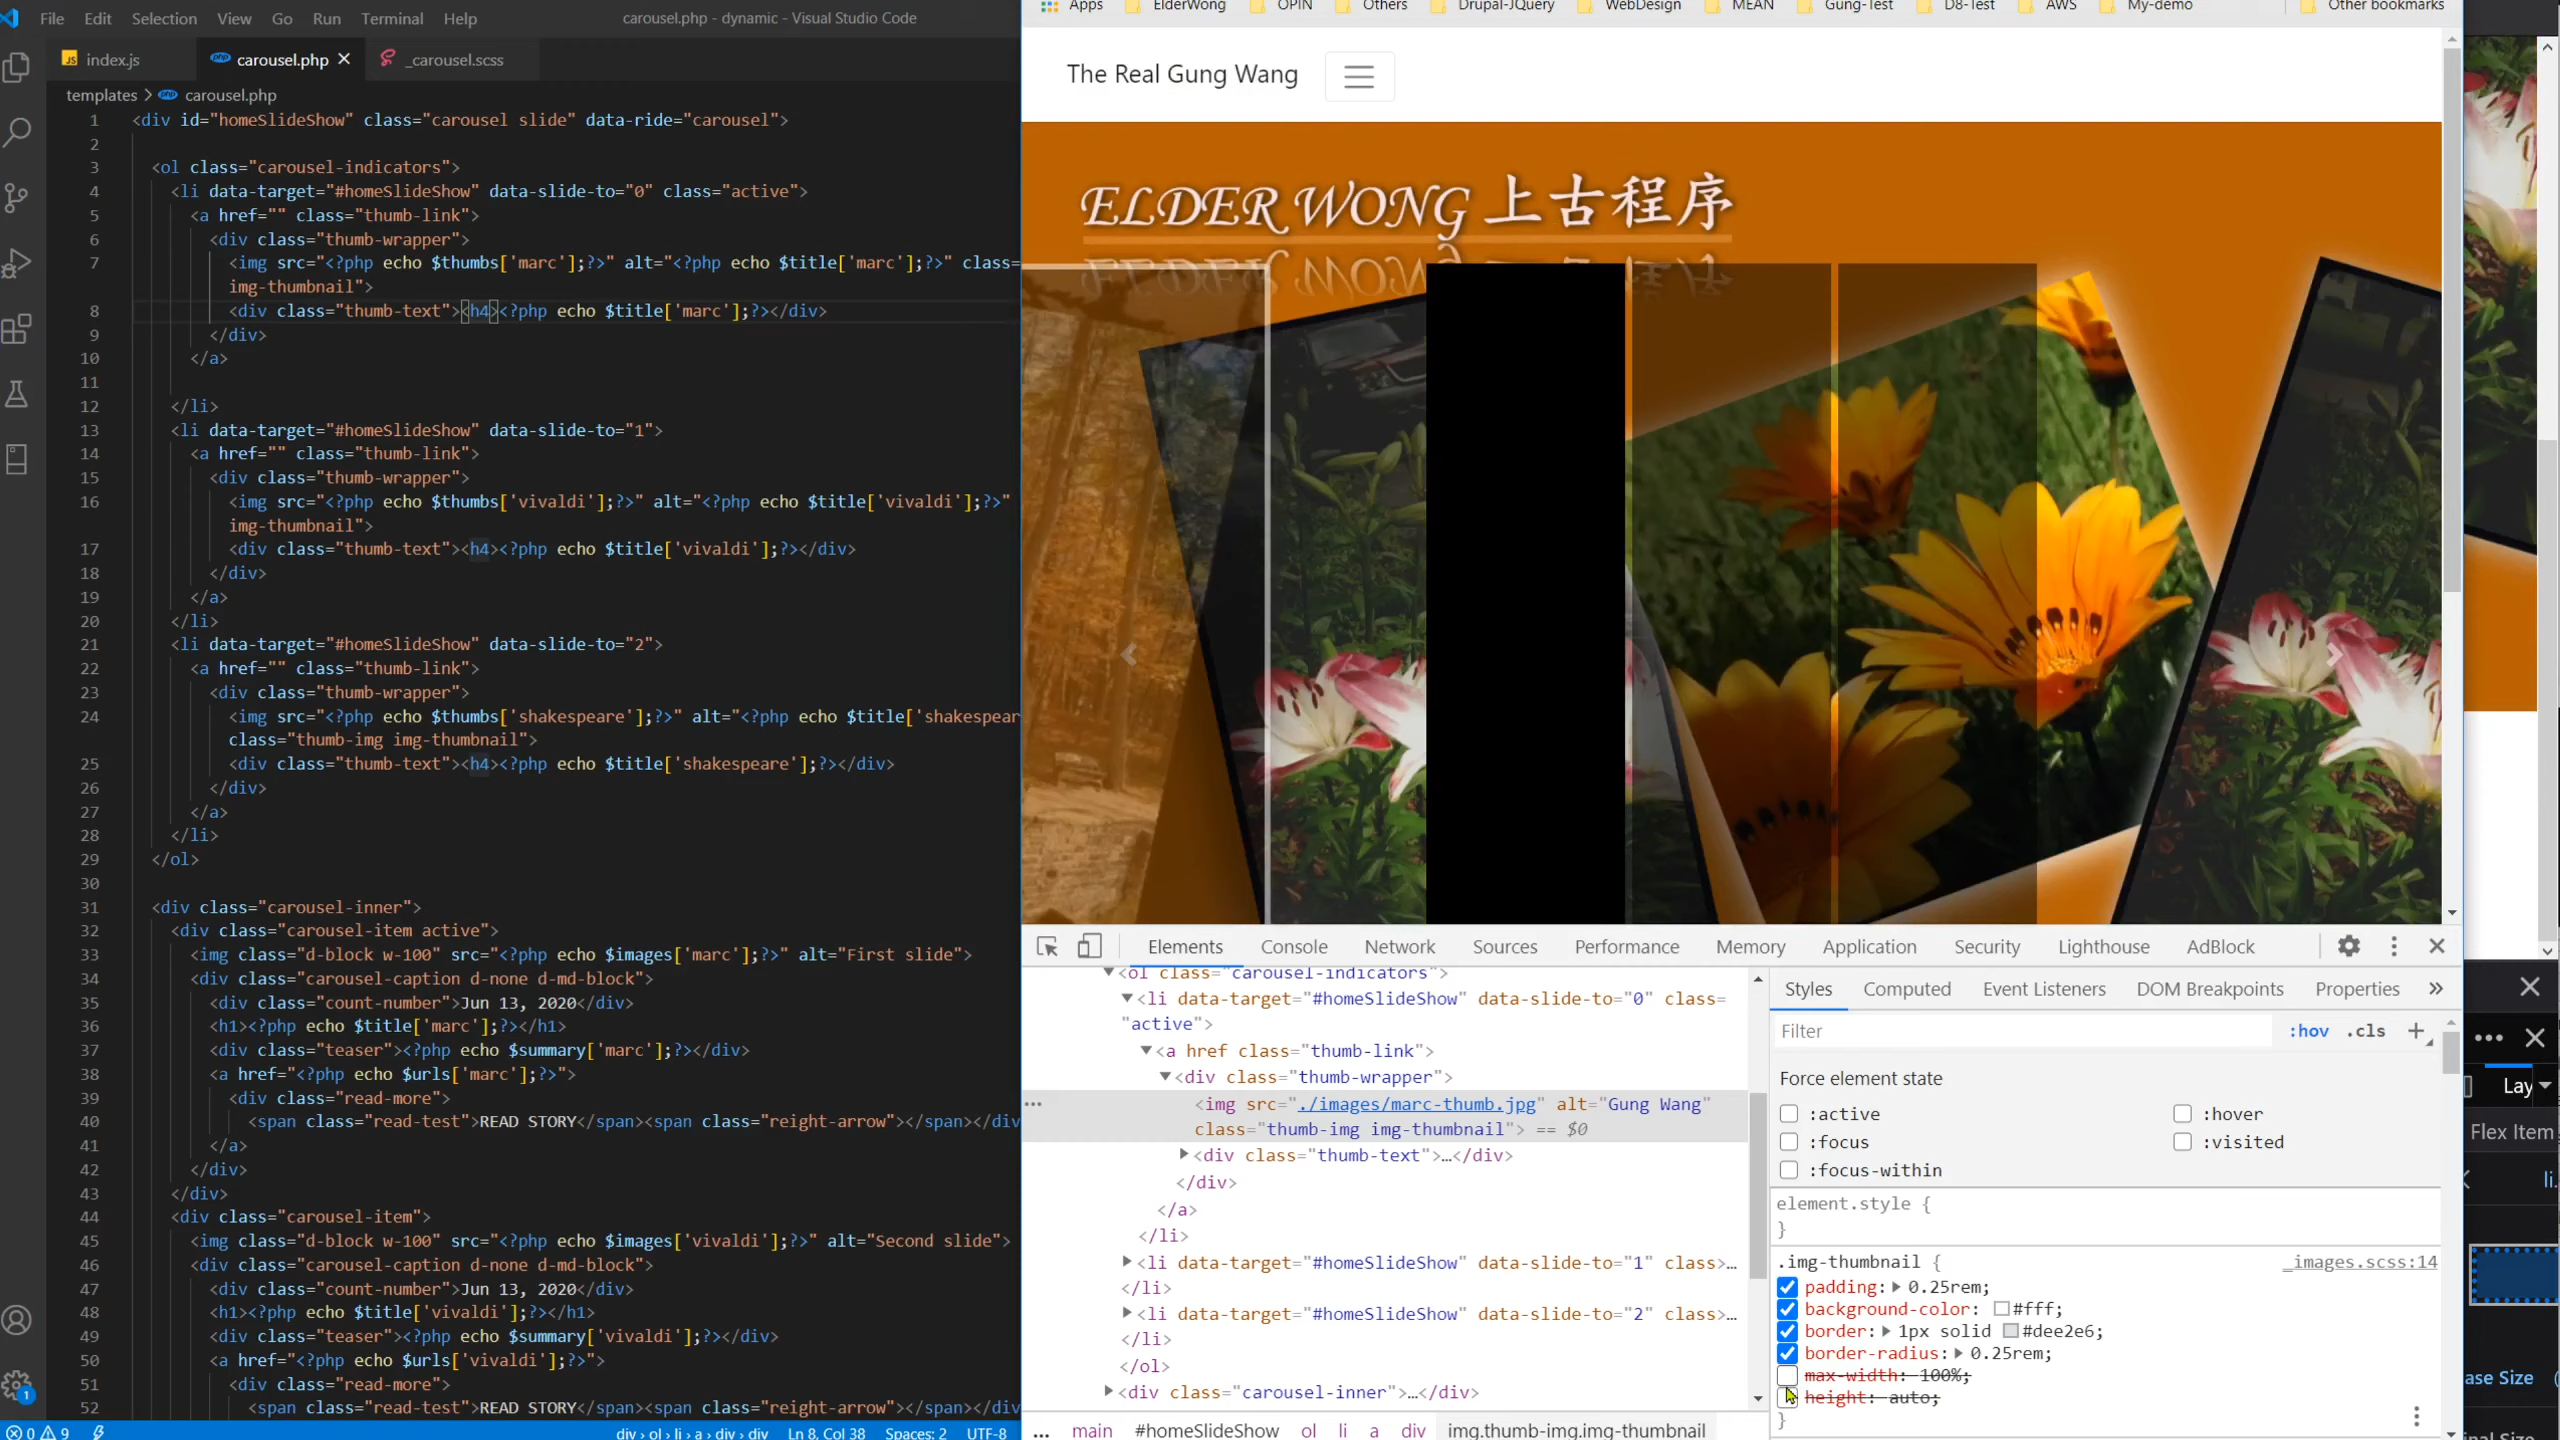 File Edit Selection View Go Run Terminal Help carousel.php - dynamic - Visual Studio Code
index.js carousel.php _carousel.scss
templates > carousel.php
1 <div id="homeSlideShow" class="carousel slide" data-ride="carousel">
2
3 <ol class="carousel-indicators">
4 <li data-target="#homeSlideShow" data-slide-to="0" class="active">
5 <a href="" class="thumb-link">
6 <div class="thumb-wrapper">
7 <img src="<?php echo $thumbs['marc'];?>" alt="<?php echo $title['marc'];?>" class=
img-thumbnail">
8 <div class="thumb-text"><h4><?php echo $title['marc'];?></div>
9 </div>
10 </a>
11
12 </li>
13 <li data-target="#homeSlideShow" data-slide-to="1">
14 <a href="" class="thumb-link">
15 <div class="thumb-wrapper">
16 <img src="<?php echo $thumbs['vivaldi'];?>" alt="<?php echo $title['vivaldi'];?>"
img-thumbnail">
17 <div class="thumb-text"><h4><?php echo $title['vivaldi'];?></div>
18 </div>
19 </a>
20 </li>
21 <li data-target="#homeSlideShow" data-slide-to="2">
22 <a href="" class="thumb-link">
23 <div class="thumb-wrapper">
24 <img src="<?php echo $thumbs['shakespeare'];?>" alt="<?php echo $title['shakespear
class="thumb-img img-thumbnail">
25 <div class="thumb-text"><h4><?php echo $title['shakespeare'];?></div>
26 </div>
27 </a>
28 </li>
29 </ol>
30
31 <div class="carousel-inner">
32 <div class="carousel-item active">
33 <img class="d-block w-100" src="<?php echo $images['marc'];?>" alt="First slide">
34 <div class="carousel-caption d-none d-md-block">
35 <div class="count-number">Jun 13, 2020</div>
36 <h1><?php echo $title['marc'];?></h1>
37 <div class="teaser"><?php echo $summary['marc'];?></div>
38 <a href="<?php echo $urls['marc'];?>">
39 <div class="read-more">
40 <span class="read-test">READ STORY</span><span class="reight-arrow"></span></div
41 </a>
42 </div>
43 </div>
44 <div class="carousel-item">
45 <img class="d-block w-100" src="<?php echo $images['vivaldi'];?>" alt="Second slide">
46 <div class="carousel-caption d-none d-md-block">
47 <div class="count-number">Jun 13, 2020</div>
48 <h1><?php echo $title['vivaldi'];?></h1>
49 <div class="teaser"><?php echo $summary['vivaldi'];?></div>
50 <a href="<?php echo $urls['vivaldi'];?>">
51 <div class="read-more">
52 <span class="read-test">READ STORY</span><span class="reight-arrow"></span></div
1
0 9 div › ol › li › a › div › div Ln 8, Col 38 Spaces: 2 UTF-8
Apps ElderWong OPIN Others Drupal-JQuery WebDesign MEAN Gung-Test D8-Test AWS My-demo Other bookmarks
The Real Gung Wang
ELDER WONG 上古程序
Elements Console Network Sources Performance Memory Application Security Lighthouse AdBlock
<ol class="carousel-indicators">
<li data-target="#homeSlideShow" data-slide-to="0" class=
"active">
<a href class="thumb-link">
<div class="thumb-wrapper">
... <img src="./images/marc-thumb.jpg" alt="Gung Wang"
class="thumb-img img-thumbnail"> == $0
<div class="thumb-text">…</div>
</div>
</a>
</li>
<li data-target="#homeSlideShow" data-slide-to="1" class>…
</li>
<li data-target="#homeSlideShow" data-slide-to="2" class>…
</li>
</ol>
<div class="carousel-inner">…</div>
... main #homeSlideShow ol li a div img.thumb-img.img-thumbnail
Styles Computed Event Listeners DOM Breakpoints Properties »
Filter :hov .cls +
Force element state
:active :hover
:focus :visited
:focus-within
element.style {
}
.img-thumbnail { _images.scss:14
padding: 0.25rem;
background-color: #fff;
border: 1px solid #dee2e6;
border-radius: 0.25rem;
max-width: 100%;
height: auto;
}
Lay
Flex Item
li.
ase Size